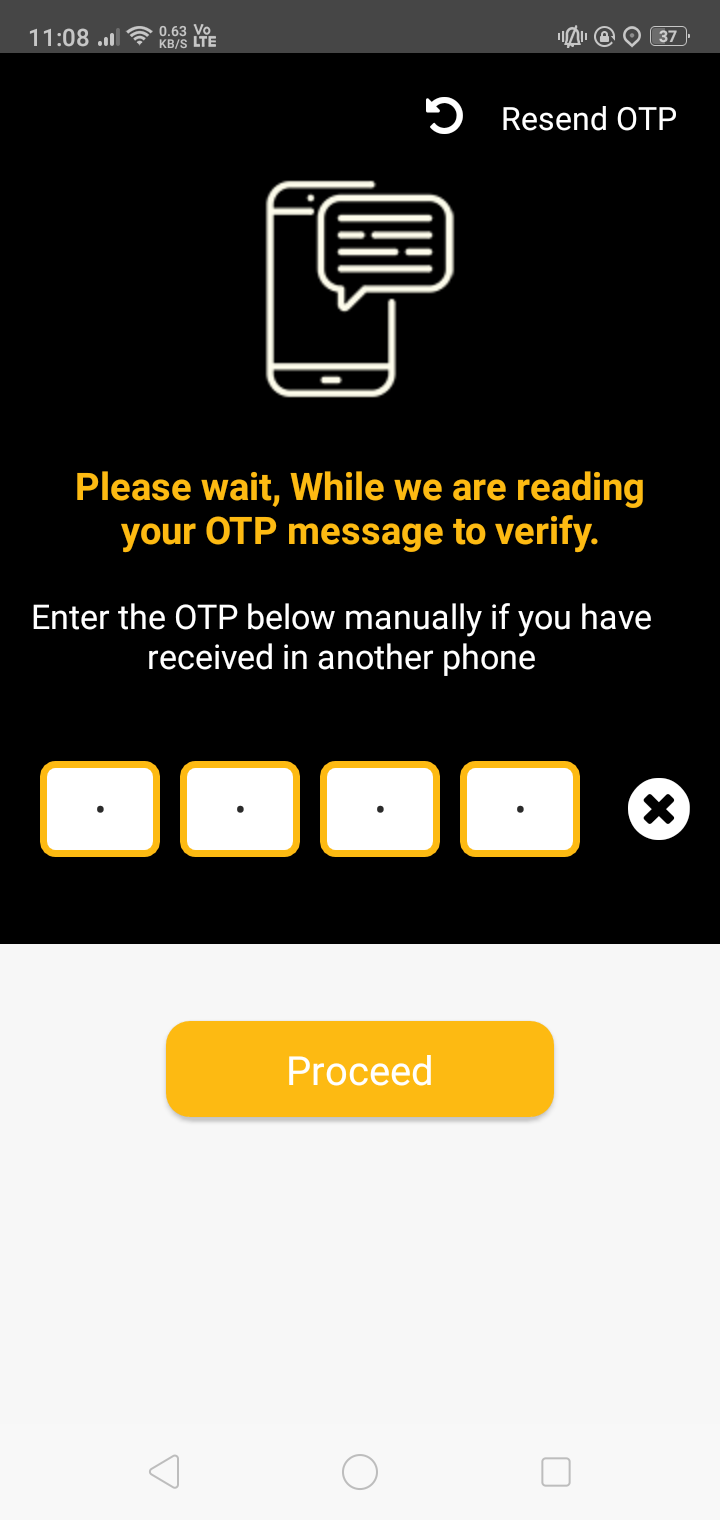 11:08 0.63 KB/S Vo LTE 37
Resend OTP
Please wait, While we are reading
your OTP message to verify.
Enter the OTP below manually if you have
received in another phone
Proceed